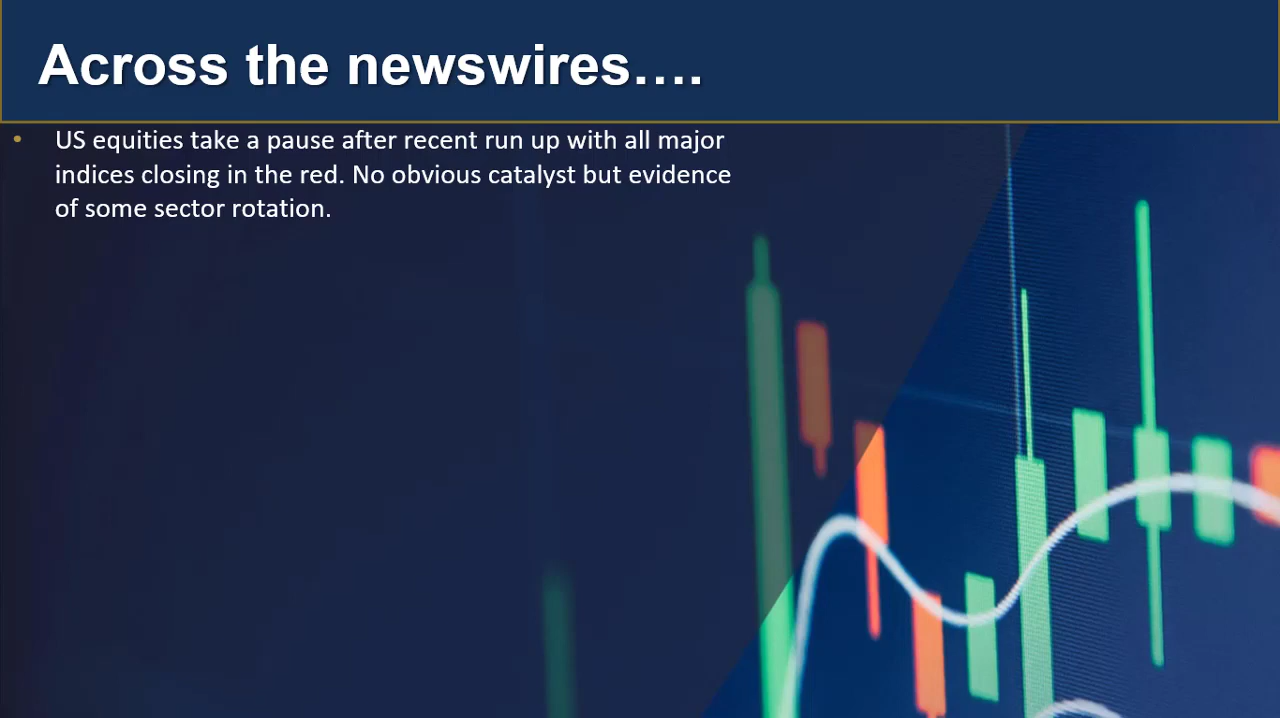 Across the newswires….
• US equities take a pause after recent run up with all major
indices closing in the red. No obvious catalyst but evidence
of some sector rotation.